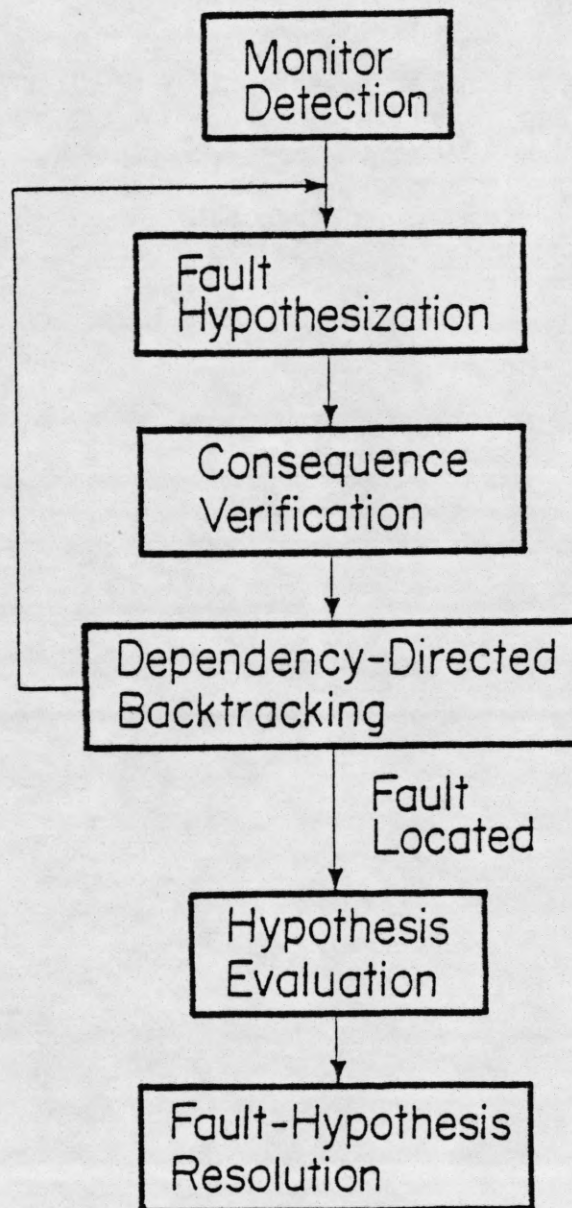 Monitor
Detection
Fault
Hypothesization
Consequence
Verification
Dependency-Directed
Backtracking
Fault
Located
Hypothesis
Evaluation
Fault-Hypothesis
Resolution